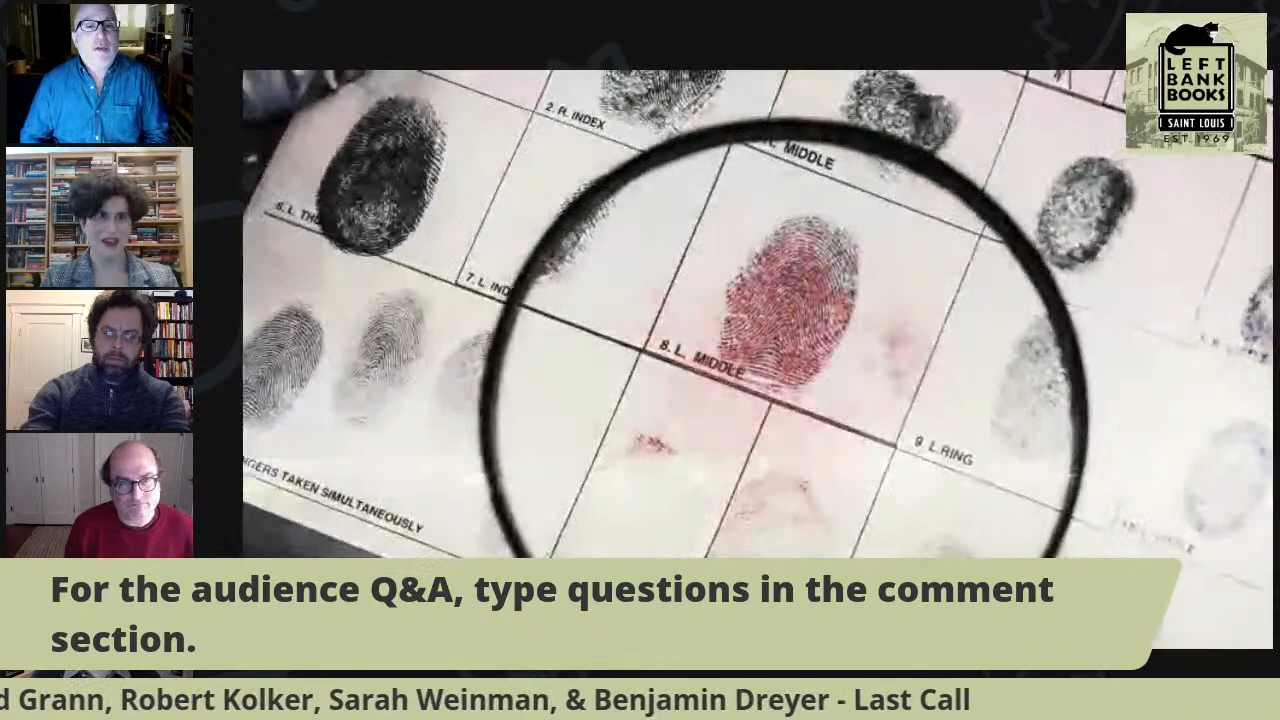 LEFT
BANK
BOOKS
SAINT LOUIS
EST. 1969
2. R. INDEX
MIDDLE
6. L.
7. L. IND
8. L. MIDDLE
9. L. RING
TAKEN SIMULTANEOUSLY
For the audience Q&A, type questions in the comment
section.
d Grann, Robert Kolker, Sarah Weinman, & Benjamin Dreyer - Last Call